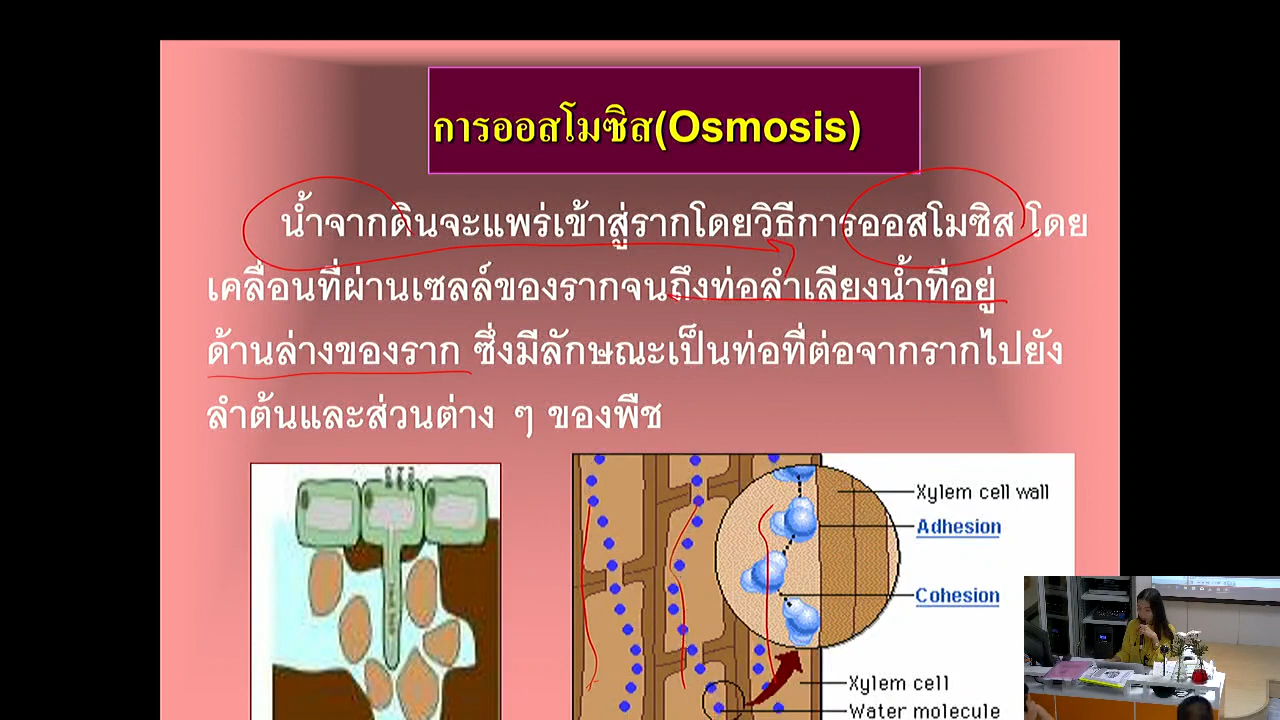 การออสโมซิส(Osmosis)
น้ำจากดินจะแพร่เข้าสู่รากโดยวิธีการออสโมซิส โดย
เคลื่อนที่ผ่านเซลล์ของรากจนถึงท่อลำเลียงน้ำที่อยู่
ด้านล่างของราก ซึ่งมีลักษณะเป็นท่อที่ต่อจากรากไปยัง
ลำต้นและส่วนต่าง ๆ ของพืช
Xylem cell wall
Adhesion
Cohesion
Xylem cell
Water molecule